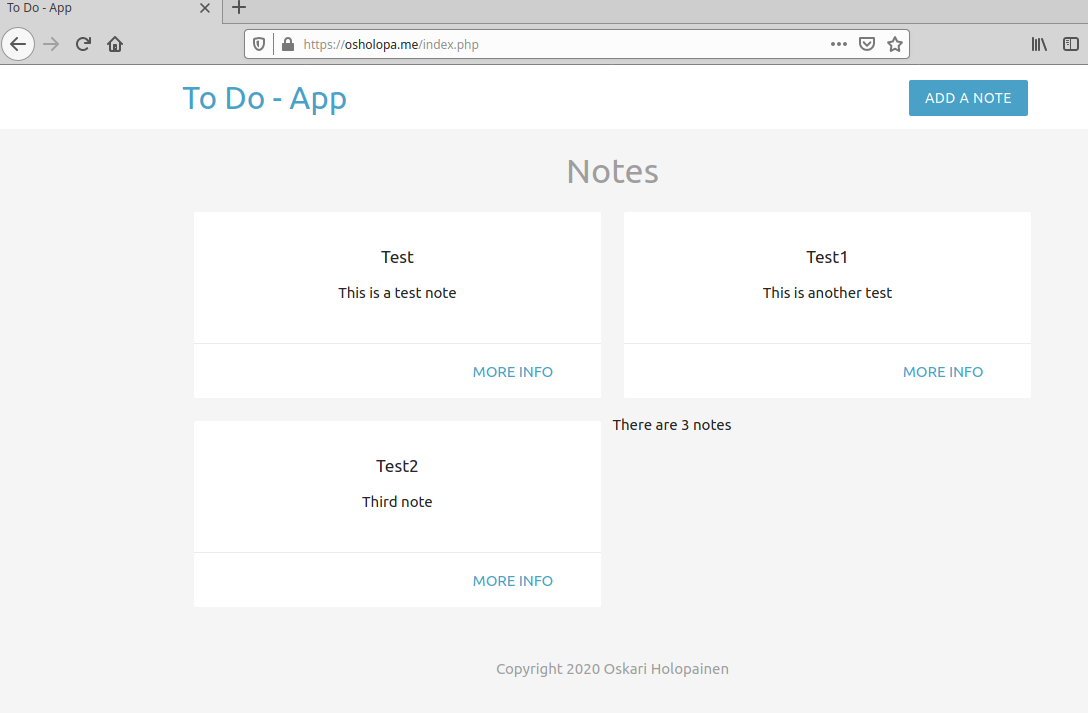 To Do - App
https://osholopa.me/index.php
To Do - App
ADD A NOTE
Notes
Test
This is a test note
MORE INFO
Test1
This is another test
MORE INFO
Test2
Third note
MORE INFO
There are 3 notes
Copyright 2020 Oskari Holopainen